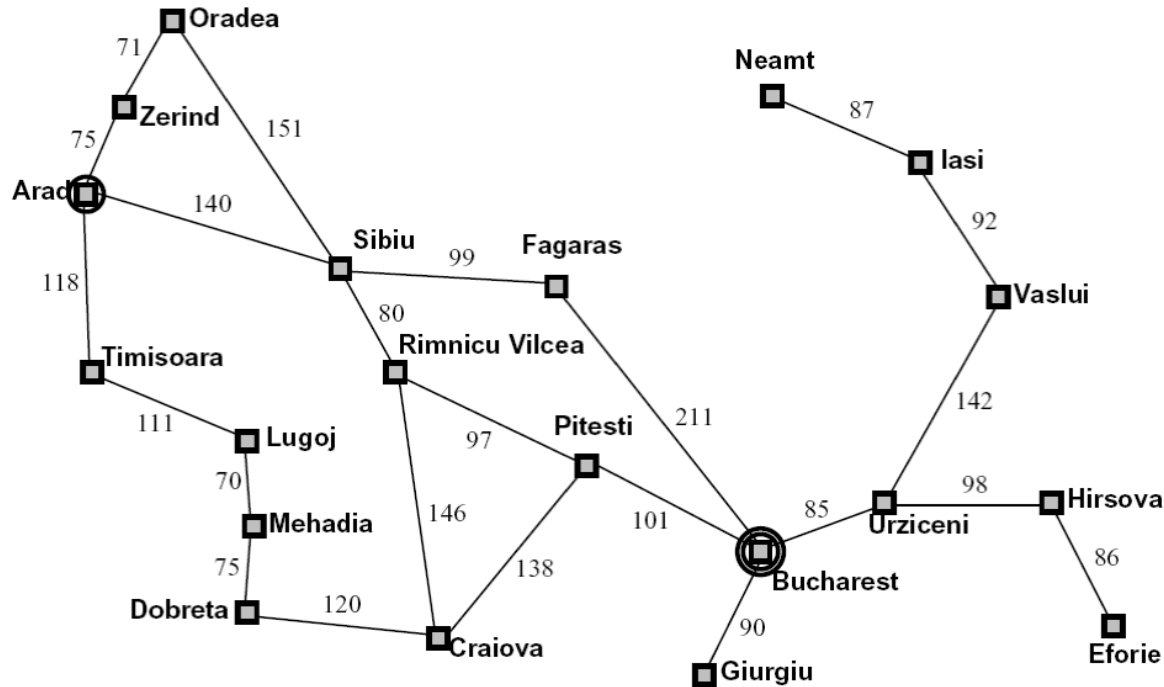 Oradea
71
Neamt
Zerind
87
75
151
Iasi
Arad
140
92
Sibiu
Fagaras
99
118
Vaslui
80
Timisoara
Rimnicu Vilcea
142
111
211
Lugoj
97
Pitesti
70
98
Hirsova
85
Urziceni
Mehadia
146
101
86
75
138
Bucharest
Dobreta
120
90
Craiova
Eforie
Giurgiu